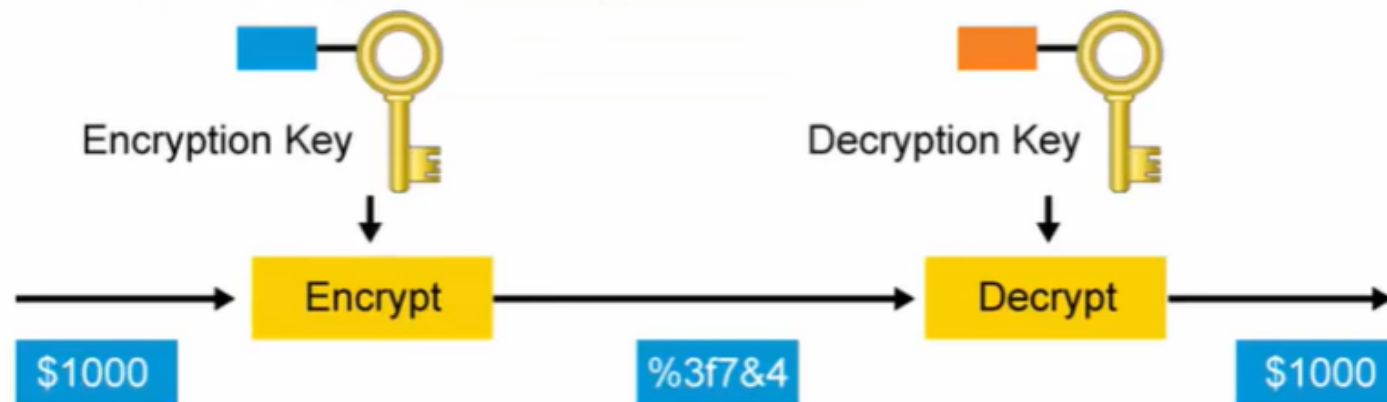 Encryption Key
Decryption Key
Encrypt
Decrypt
$1000
%3f7&4
$1000